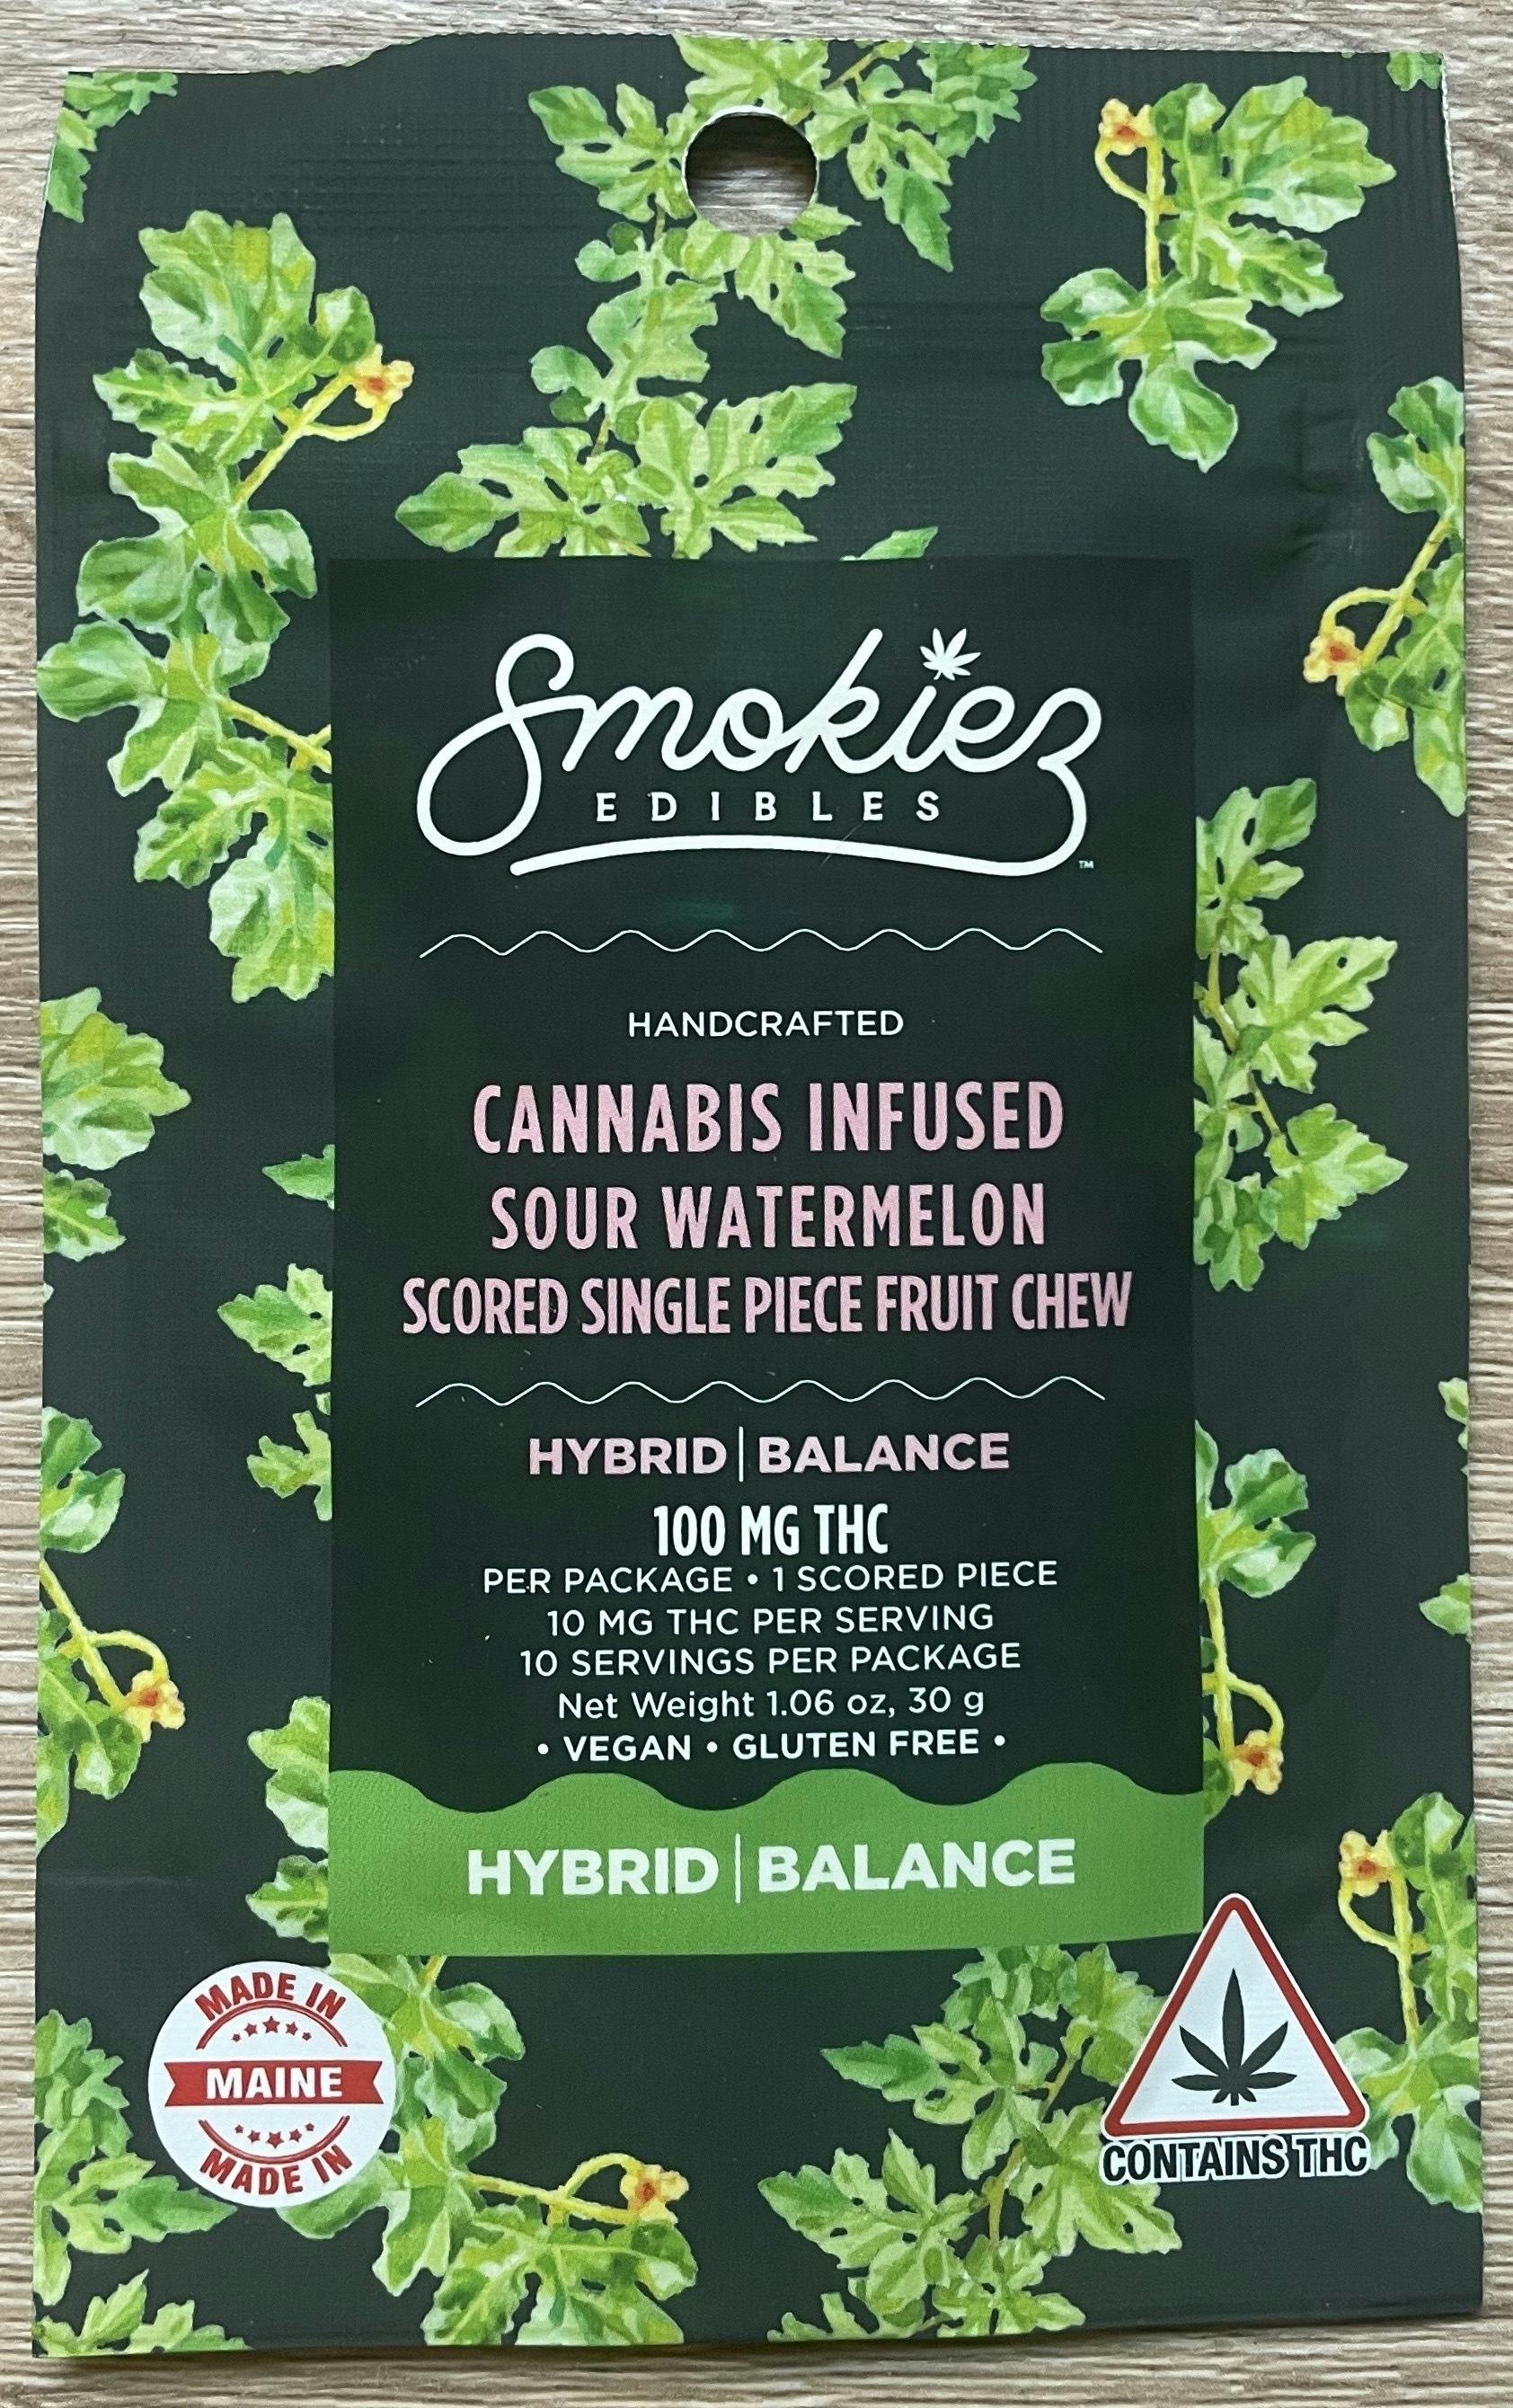 Smokiez
EDIBLES
™
HANDCRAFTED
CANNABIS INFUSED
SOUR WATERMELON
SCORED SINGLE PIECE FRUIT CHEW
HYBRID | BALANCE
100 MG THC
PER PACKAGE • 1 SCORED PIECE
10 MG THC PER SERVING
10 SERVINGS PER PACKAGE
Net Weight 1.06 oz, 30 g
• VEGAN • GLUTEN FREE •
HYBRID | BALANCE
MADE IN
MAINE
MADE IN
CONTAINS THC